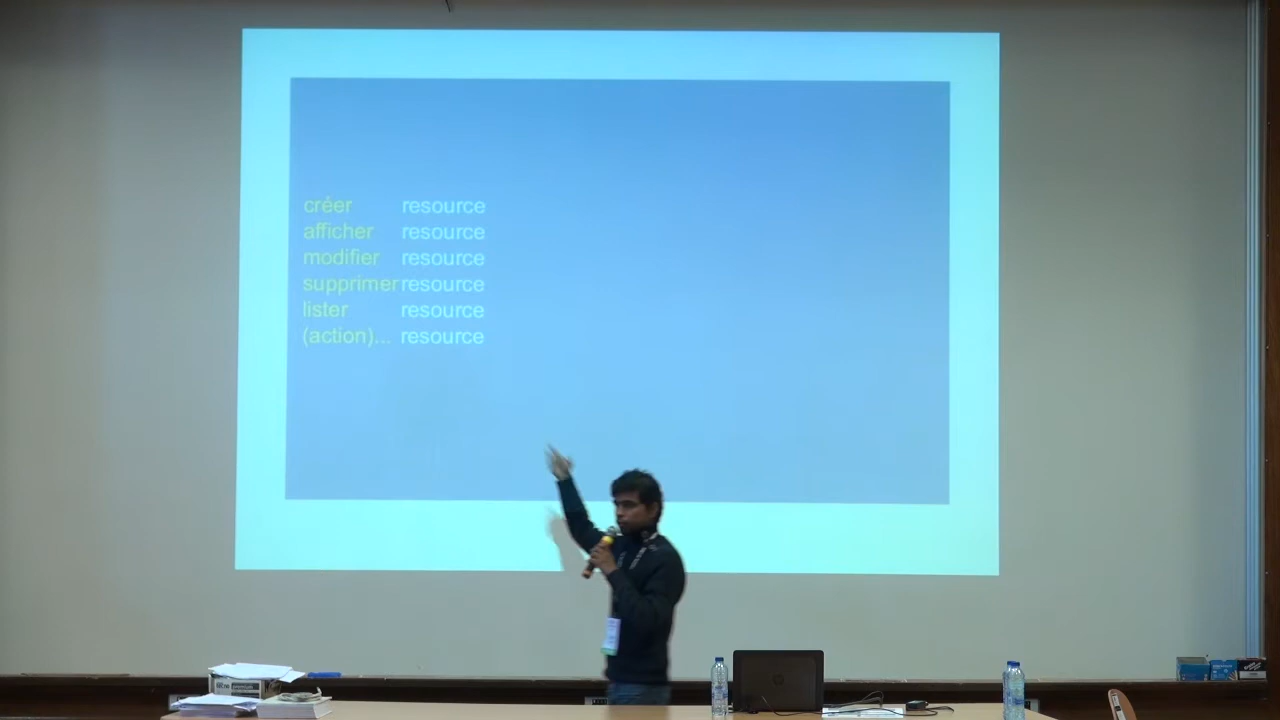 créer resource
afficher resource
modifier resource
supprimer resource
lister resource
(action)... resource